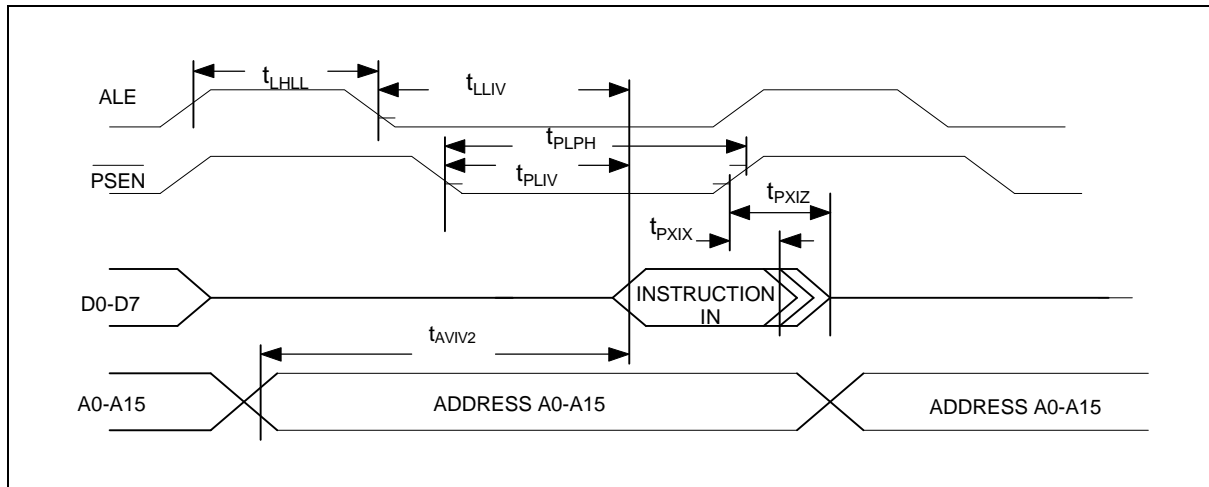 tLHLL
tLLIV
ALE
tPLPH
PSEN
tPLIV
tPXIZ
tPXIX
D0-D7
INSTRUCTION
IN
tAVIV2
A0-A15
ADDRESS A0-A15
ADDRESS A0-A15